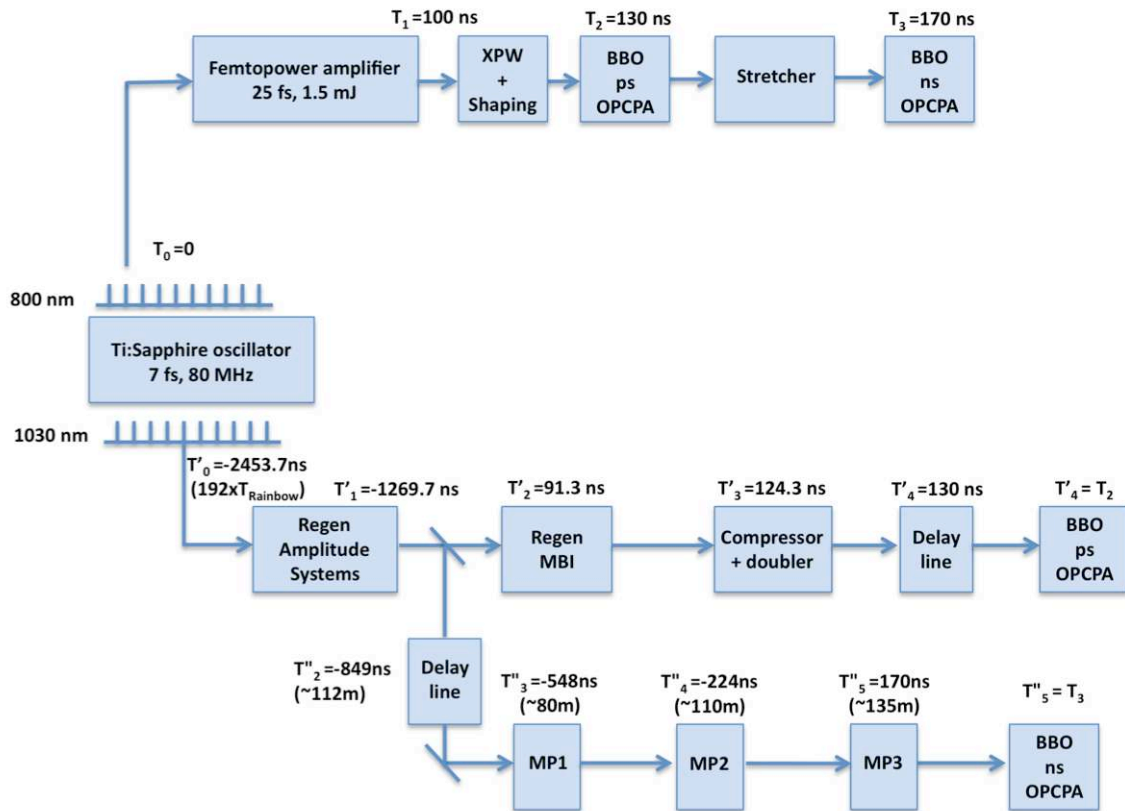 T1 =100 ns
T2=130 ns
T3=170 ns
Femtopower amplifier
25 fs, 1.5 mJ
XPW
+
Shaping
BBO
ps
OPCPA
Stretcher
BBO
ns
OPCPA
T0 =0
800 nm
Ti:Sapphire oscillator
7 fs, 80 MHz
1030 nm
T'0 =-2453.7ns
(192xTRainbow)
T'1 =-1269.7 ns
T'2 =91.3 ns
T'3 =124.3 ns
T'4 =130 ns
T'4 = T2
Regen
Amplitude
Systems
Regen
MBI
Compressor
+ doubler
Delay
line
BBO
ps
OPCPA
T"2 =-849ns
(~112m)
Delay
line
T"3 =-548ns
(~80m)
T"4 =-224ns
(~110m)
T"5 =170ns
(~135m)
T"5 = T3
MP1
MP2
MP3
BBO
ns
OPCPA